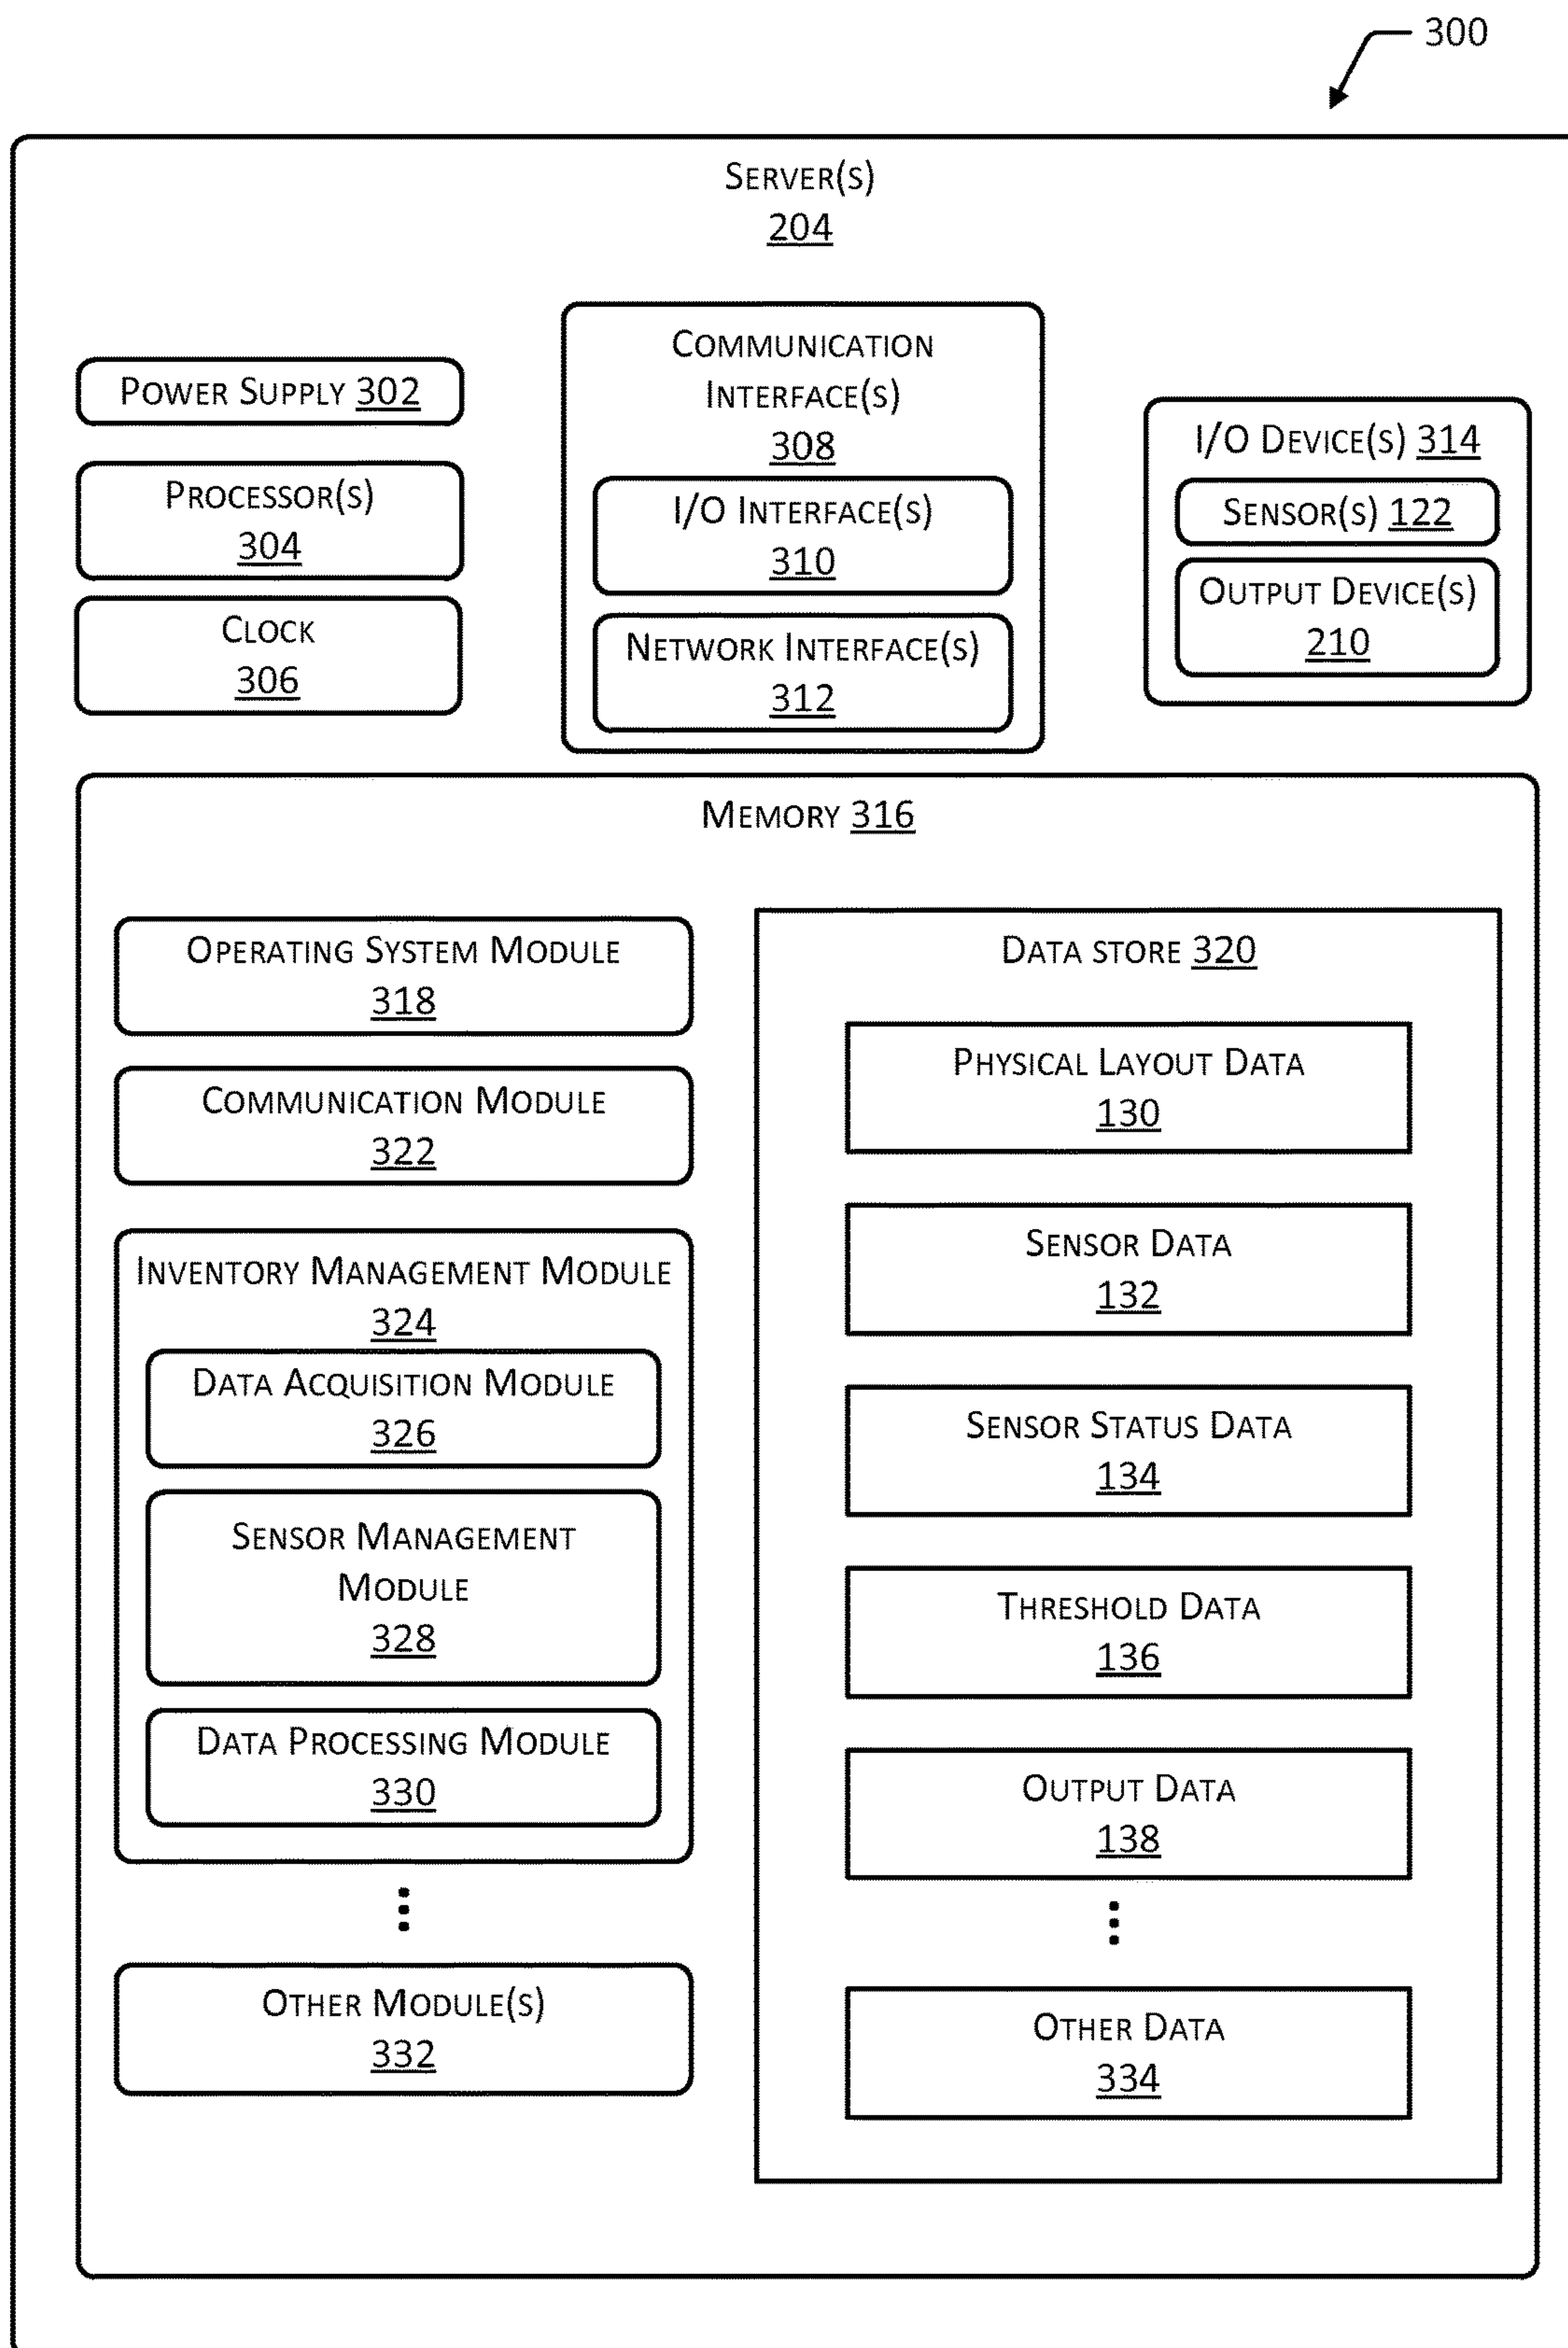 300
SERVER(S)
204
POWER SUPPLY 302
PROCESSOR(S)
304
CLOCK
306
COMMUNICATION
INTERFACE(S)
308
I/O INTERFACE(S)
310
NETWORK INTERFACE(S)
312
I/O DEVICE(S) 314
SENSOR(S) 122
OUTPUT DEVICE(S)
210
MEMORY 316
OPERATING SYSTEM MODULE
318
COMMUNICATION MODULE
322
INVENTORY MANAGEMENT MODULE
324
DATA ACQUISITION MODULE
326
SENSOR MANAGEMENT
MODULE
328
DATA PROCESSING MODULE
330
OTHER MODULE(S)
332
DATA STORE 320
PHYSICAL LAYOUT DATA
130
SENSOR DATA
132
SENSOR STATUS DATA
134
THRESHOLD DATA
136
OUTPUT DATA
138
OTHER DATA
334